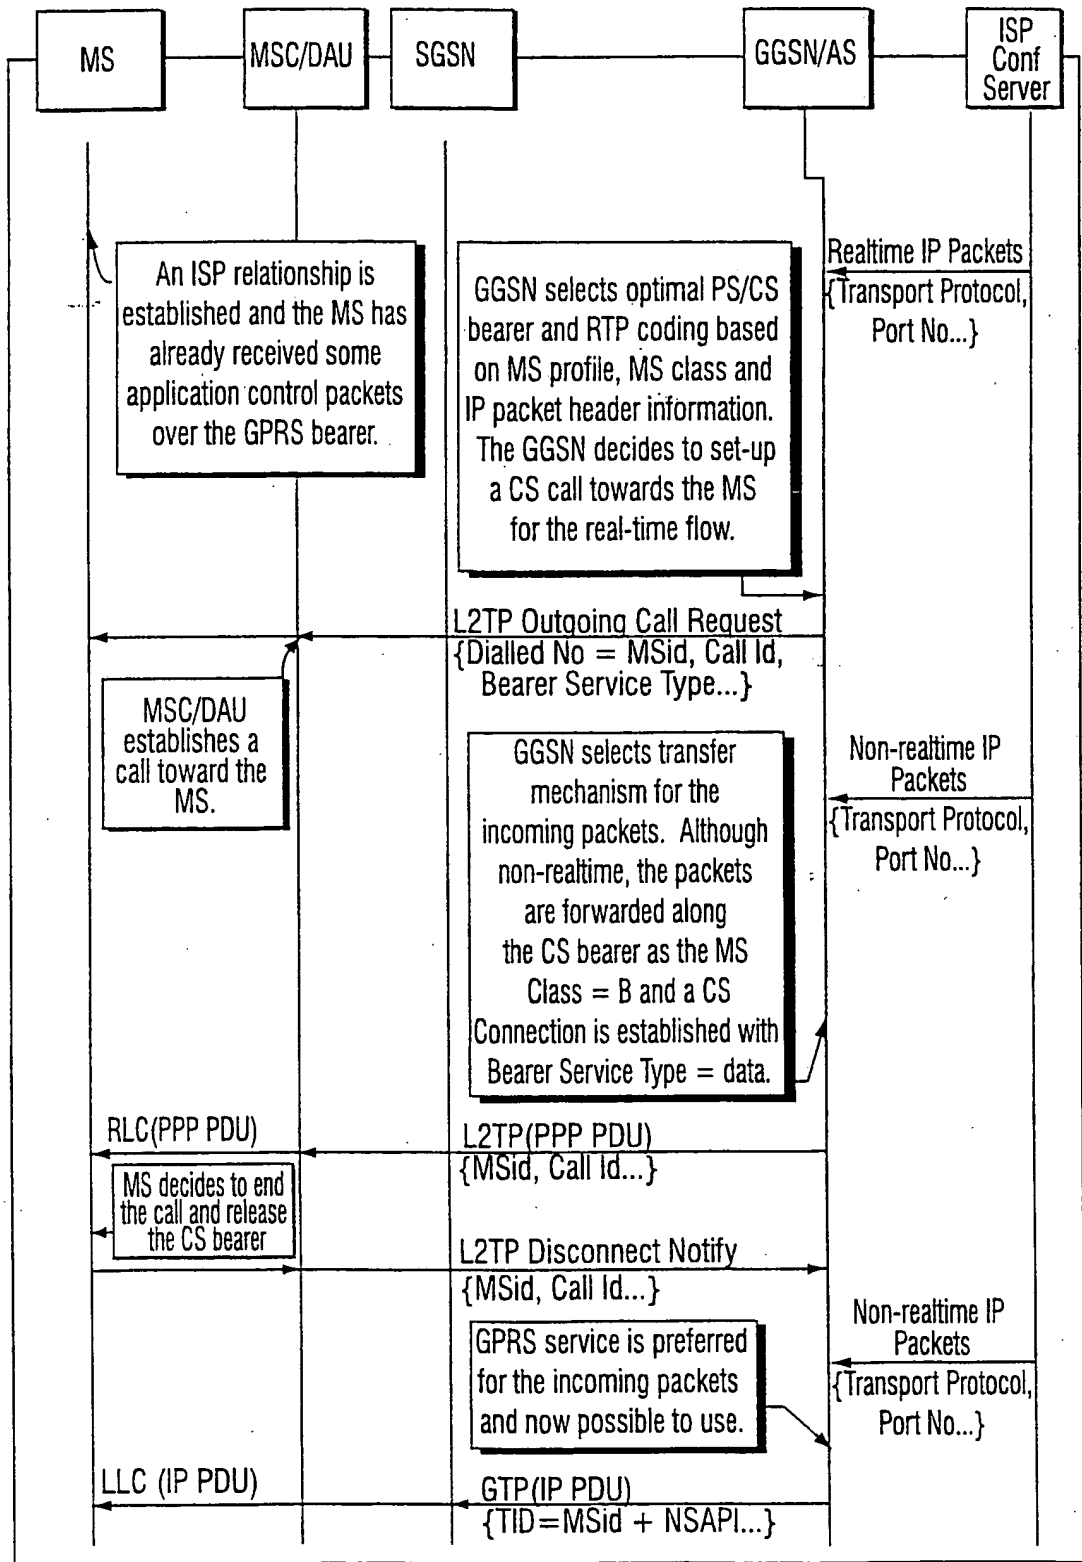 MS
MSC/DAU
SGSN
GGSN/AS
ISP
Conf
Server
An ISP relationship is
established and the MS has
already received some
application control packets
over the GPRS bearer.
GGSN selects optimal PS/CS
bearer and RTP coding based
on MS profile, MS class and
IP packet header information.
The GGSN decides to set-up
a CS call towards the MS
for the real-time flow.
Realtime IP Packets
{Transport Protocol,
Port No...}
L2TP Outgoing Call Request
{Dialled No = MSid, Call Id,
Bearer Service Type...}
MSC/DAU
establishes a
call toward the
MS.
GGSN selects transfer
mechanism for the
incoming packets. Although
non-realtime, the packets
are forwarded along
the CS bearer as the MS
Class = B and a CS
Connection is established with
Bearer Service Type = data.
Non-realtime IP
Packets
{Transport Protocol,
Port No...}
RLC(PPP PDU)
L2TP(PPP PDU)
{MSid, Call Id...}
MS decides to end
the call and release
the CS bearer
L2TP Disconnect Notify
{MSid, Call Id...}
GPRS service is preferred
for the incoming packets
and now possible to use.
Non-realtime IP
Packets
{Transport Protocol,
Port No...}
LLC (IP PDU)
GTP(IP PDU)
{TID=MSid + NSAPI...}